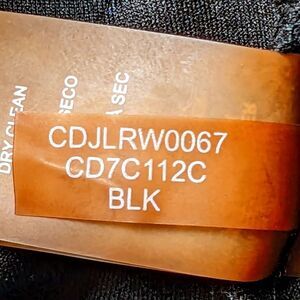 CDJLRW0067
CD7C112C
BLK
DRY CLEAN
SECO
A SEC